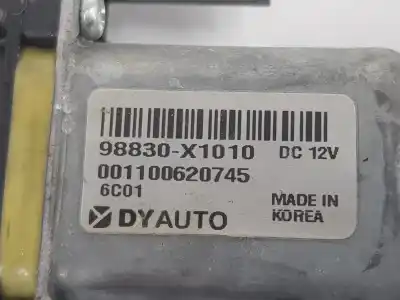 98830-X1010 DC 12V
001100620745
6C01
DYAUTO
MADE IN
KOREA